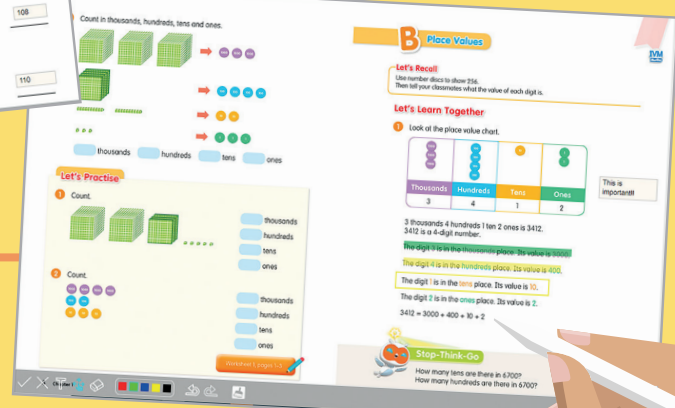 108
110
Count in thousands, hundreds, tens and ones.
thousands
hundreds
tens
ones
Let's Practise
1 Count.
thousands
hundreds
tens
ones
2 Count.
thousands
hundreds
tens
ones
Worksheet 1, pages 1-3
Chapter 1
B Place Values
Let's Recall
Use number discs to show 256.
Then tell your classmates what the value of each digit is.
Let's Learn Together
1 Look at the place value chart.
Thousands Hundreds Tens Ones
3 4 1 2
This is
important!!
3 thousands 4 hundreds 1 ten 2 ones is 3412.
3412 is a 4-digit number.
The digit 3 is in the thousands place. Its value is 3000.
The digit 4 is in the hundreds place. Its value is 400.
The digit 1 is in the tens place. Its value is 10.
The digit 2 is in the ones place. Its value is 2.
3412 = 3000 + 400 + 10 + 2
Stop-Think-Go
How many tens are there in 6700?
How many hundreds are there in 6700?